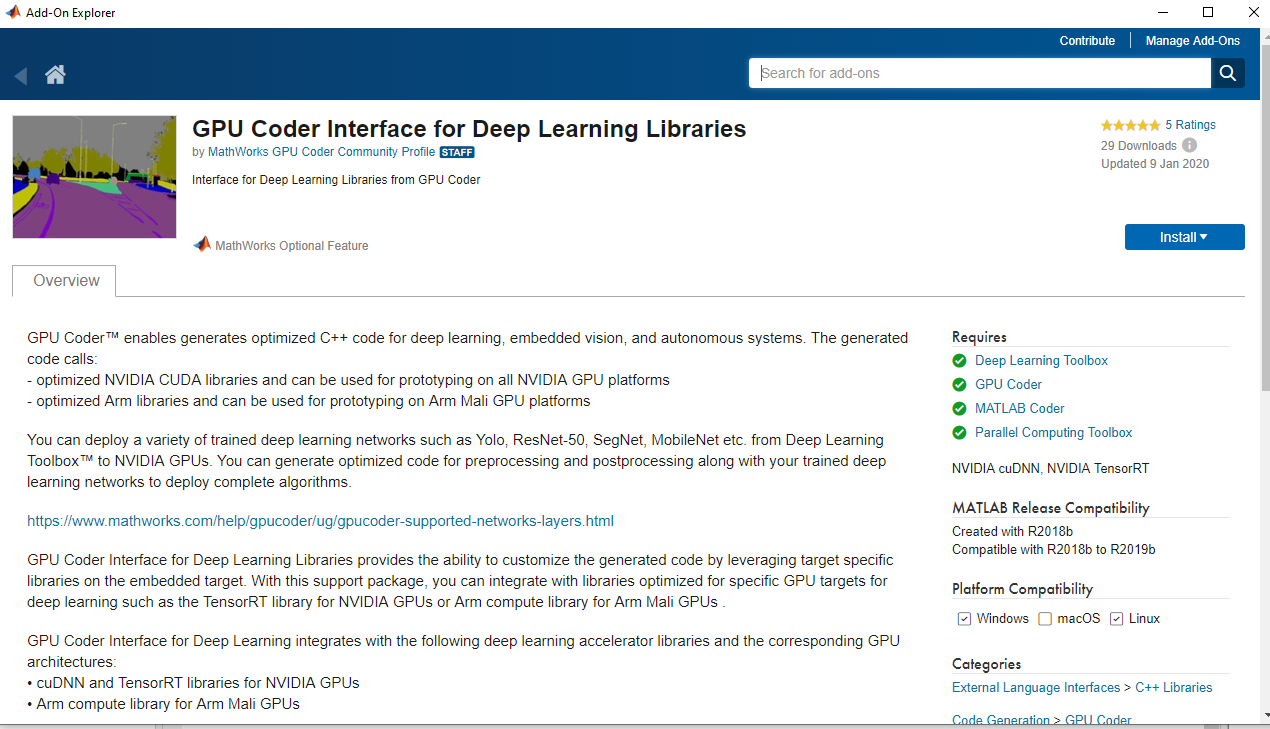 Add-On Explorer
Contribute
Manage Add-Ons
Search for add-ons
GPU Coder Interface for Deep Learning Libraries
by MathWorks GPU Coder Community Profile STAFF
Interface for Deep Learning Libraries from GPU Coder
MathWorks Optional Feature
5 Ratings
29 Downloads
Updated 9 Jan 2020
Install
Overview
GPU Coder™ enables generates optimized C++ code for deep learning, embedded vision, and autonomous systems. The generated
code calls:
- optimized NVIDIA CUDA libraries and can be used for prototyping on all NVIDIA GPU platforms
- optimized Arm libraries and can be used for prototyping on Arm Mali GPU platforms
You can deploy a variety of trained deep learning networks such as Yolo, ResNet-50, SegNet, MobileNet etc. from Deep Learning
Toolbox™ to NVIDIA GPUs. You can generate optimized code for preprocessing and postprocessing along with your trained deep
learning networks to deploy complete algorithms.
https://www.mathworks.com/help/gpucoder/ug/gpucoder-supported-networks-layers.html
GPU Coder Interface for Deep Learning Libraries provides the ability to customize the generated code by leveraging target specific
libraries on the embedded target. With this support package, you can integrate with libraries optimized for specific GPU targets for
deep learning such as the TensorRT library for NVIDIA GPUs or Arm compute library for Arm Mali GPUs .
GPU Coder Interface for Deep Learning integrates with the following deep learning accelerator libraries and the corresponding GPU
architectures:
• cuDNN and TensorRT libraries for NVIDIA GPUs
• Arm compute library for Arm Mali GPUs
Requires
Deep Learning Toolbox
GPU Coder
MATLAB Coder
Parallel Computing Toolbox
NVIDIA cuDNN, NVIDIA TensorRT
MATLAB Release Compatibility
Created with R2018b
Compatible with R2018b to R2019b
Platform Compatibility
Windows macOS Linux
Categories
External Language Interfaces > C++ Libraries
Code Generation > GPU Coder